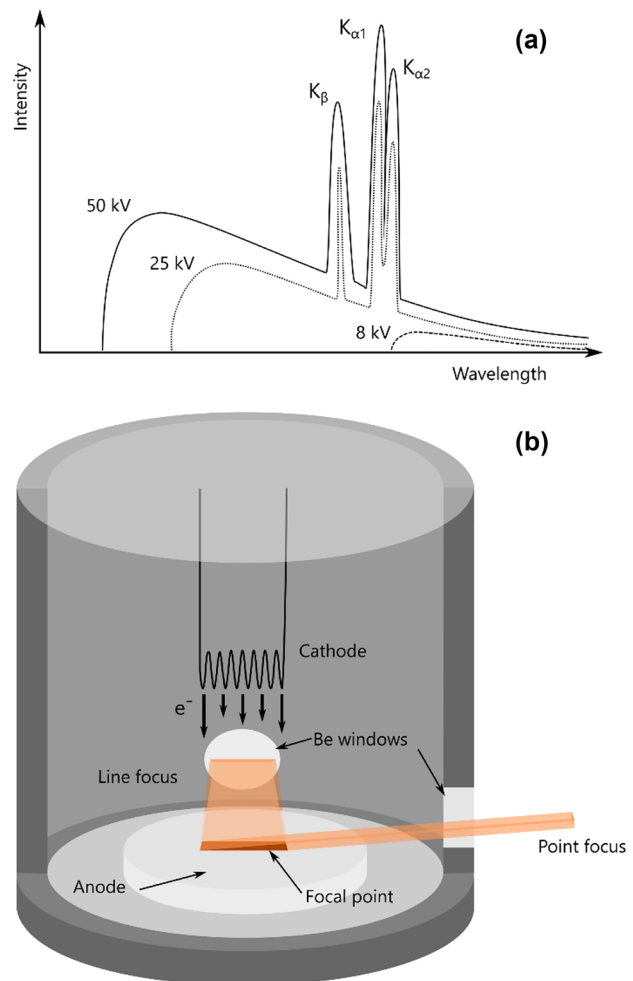 (a)
Intensity
Kα1
Kα2
Kβ
50 kV
25 kV
8 kV
Wavelength
(b)
Cathode
e⁻
Be windows
Line focus
Point focus
Anode
Focal point